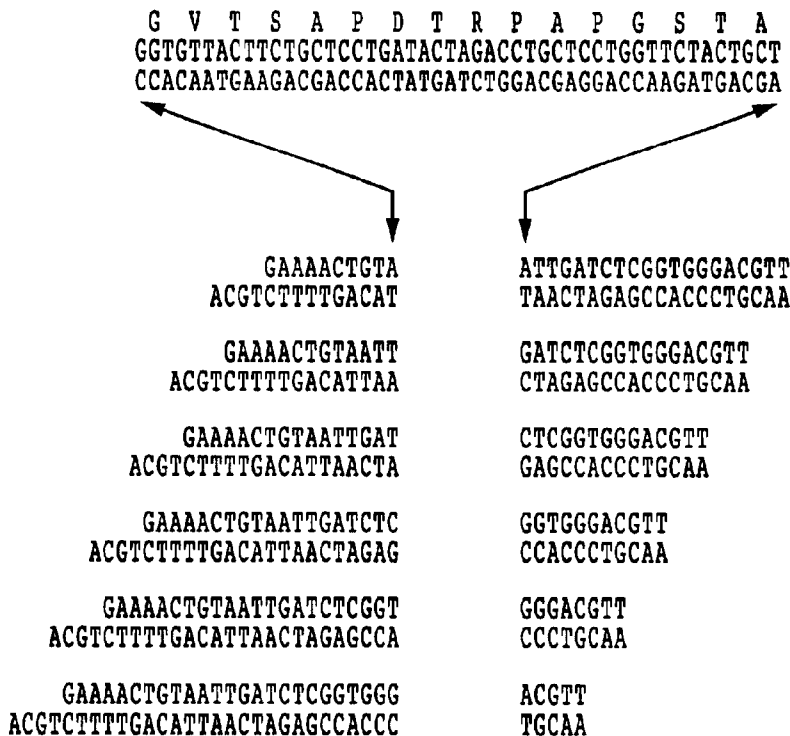 G V T S A P D T R P A P G S T A
GGTGTTACTTCTGCTCCTGATACTAGACCTGCTCCTGGTTCTACTGCT
CCACAATGAAGACGACCACTATGATCTGGACGAGGACCAAGATGACGA
GAAAACTGTA ATTGATCTCGGTGGGACGTT
ACGTCTTTTGACAT TAACTAGAGCCACCCTGCAA
GAAAACTGTAATT GATCTCGGTGGGACGTT
ACGTCTTTTGACATTAA CTAGAGCCACCCTGCAA
GAAAACTGTAATTGAT CTCGGTGGGACGTT
ACGTCTTTTGACATTAACTA GAGCCACCCTGCAA
GAAAACTGTAATTGATCTC GGTGGGACGTT
ACGTCTTTTGACATTAACTAGAG CCACCCTGCAA
GAAAACTGTAATTGATCTCGGT GGGACGTT
ACGTCTTTTGACATTAACTAGAGCCA CCCTGCAA
GAAAACTGTAATTGATCTCGGTGGG ACGTT
ACGTCTTTTGACATTAACTAGAGCCACCC TGCAA